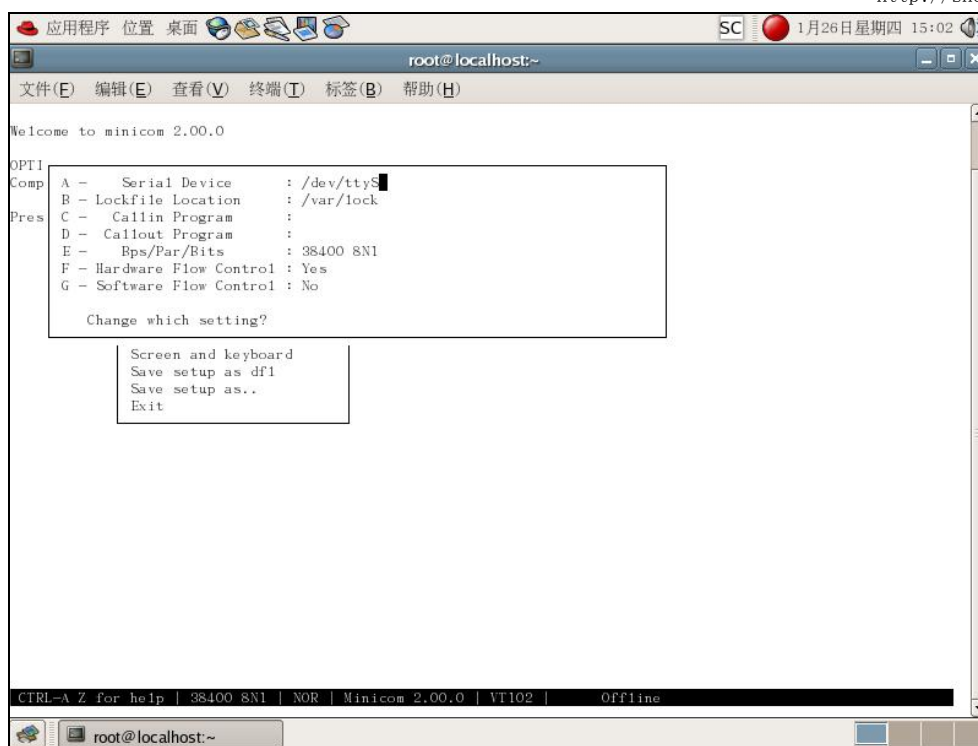 应用程序 位置 桌面 SC 1月26日星期四 15:02
root@localhost:~
文件(F) 编辑(E) 查看(V) 终端(T) 标签(B) 帮助(H)
Welcome to minicom 2.00.0
OPTI
Comp A - Serial Device : /dev/ttyS
B - Lockfile Location : /var/lock
Pres C - Callin Program :
D - Callout Program :
E - Bps/Par/Bits : 38400 8N1
F - Hardware Flow Control : Yes
G - Software Flow Control : No
Change which setting?
Screen and keyboard
Save setup as dfl
Save setup as..
Exit
CTRL-A Z for help | 38400 8N1 | NOR | Minicom 2.00.0 | VT102 | Offline
root@localhost:~